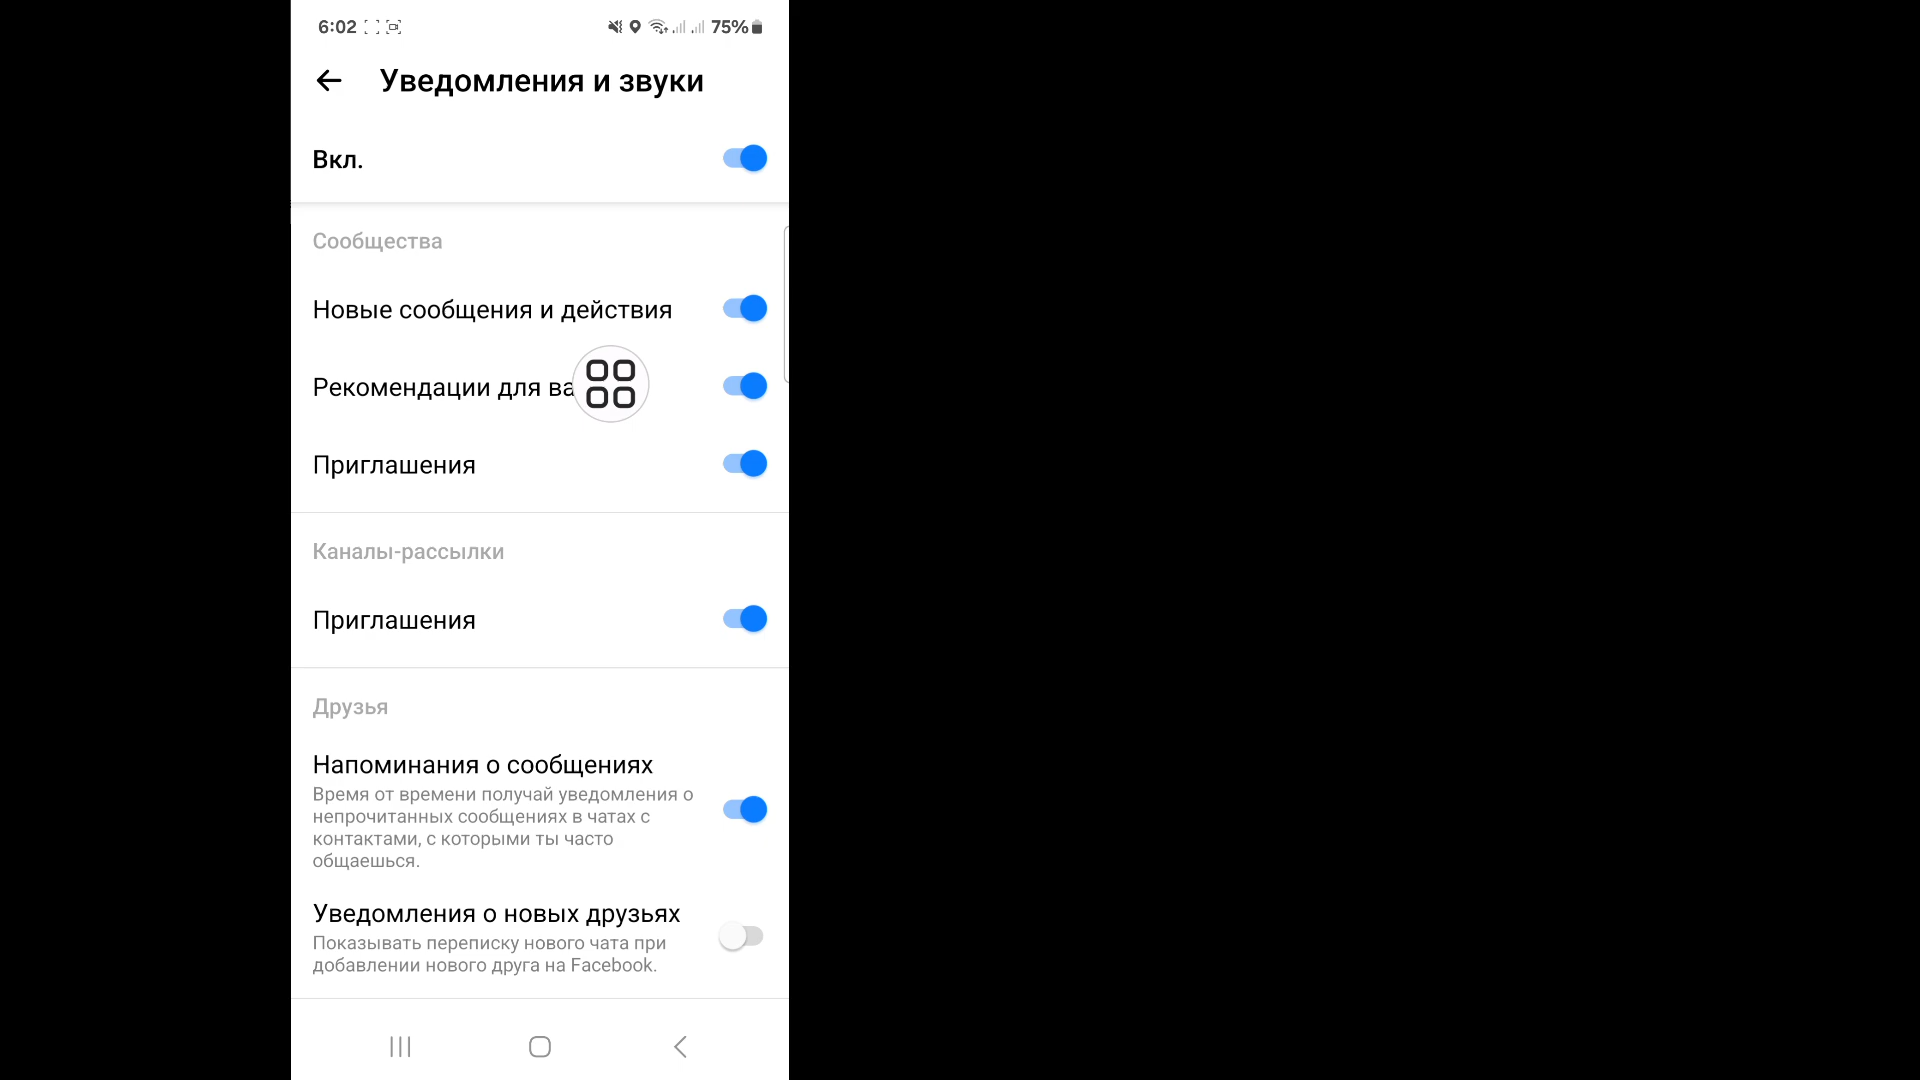 6:02
75%
Уведомления и звуки
Вкл.
Сообщества
Новые сообщения и действия
Рекомендации для
Приглашения
Каналы-рассылки
Приглашения
Друзья
Напоминания о сообщениях
Время от времени получай уведомления о
непрочитанных сообщениях в чатах с
контактами, с которыми ты часто
общаешься.
Уведомления о новых друзьях
Показывать переписку нового чата при
добавлении нового друга на Facebook.